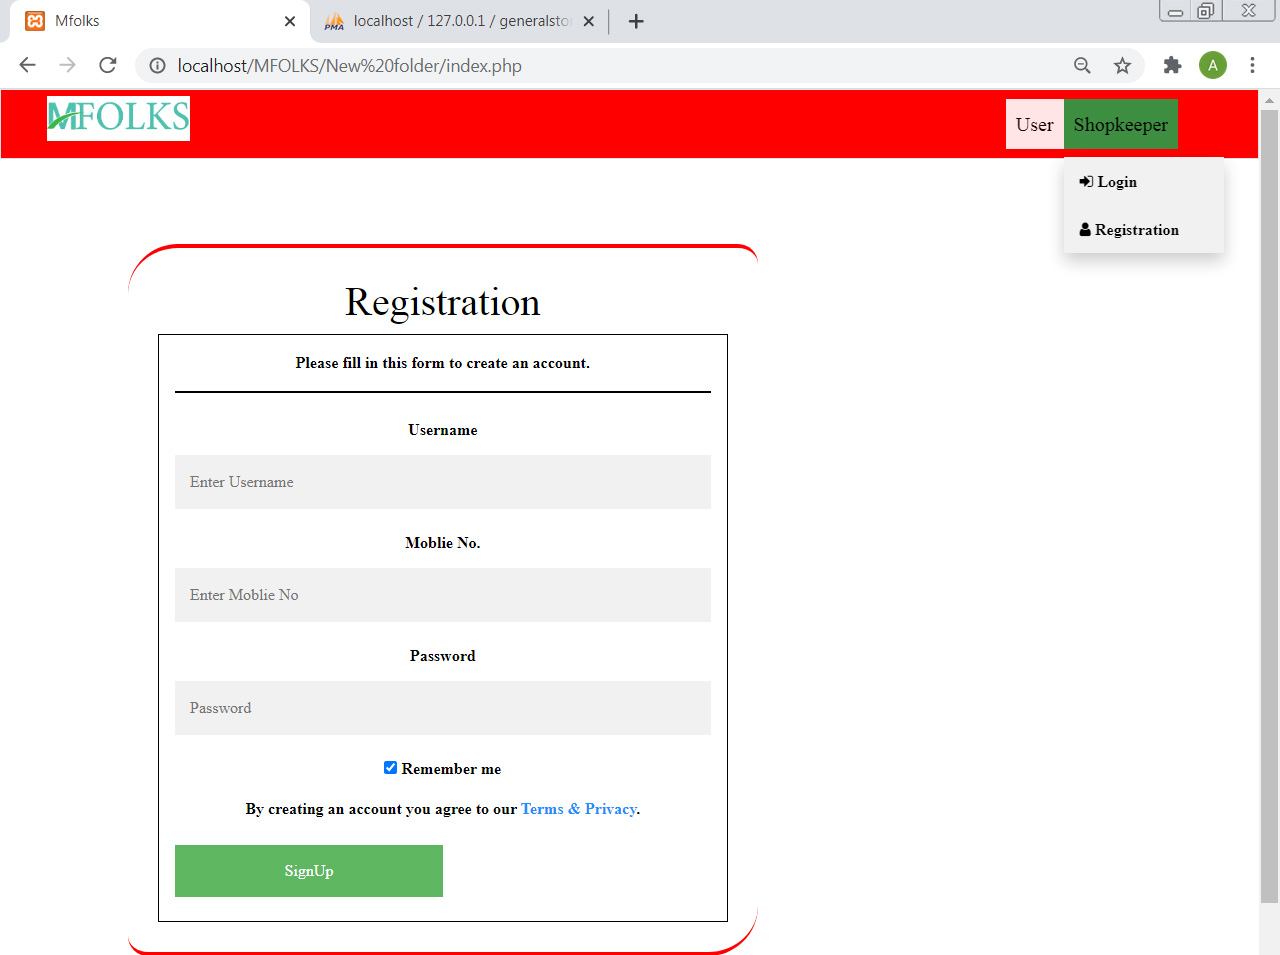 Mfolks
localhost / 127.0.0.1 / generalsto
localhost/MFOLKS/New%20folder/index.php
A
MFOLKS
User
Shopkeeper
Login
Registration
Registration
Please fill in this form to create an account.
Username
Enter Username
Moblie No.
Enter Moblie No
Password
Password
Remember me
By creating an account you agree to our Terms & Privacy.
SignUp